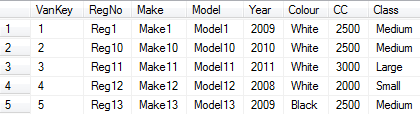 VanKey RegNo Make Model Year Colour CC Class
1 1 Reg1 Make1 Model1 2009 White 2500 Medium
2 2 Reg10 Make10 Model10 2010 White 2500 Medium
3 3 Reg11 Make11 Model11 2011 White 3000 Large
4 4 Reg12 Make12 Model12 2008 White 2000 Small
5 5 Reg13 Make13 Model13 2009 Black 2500 Medium